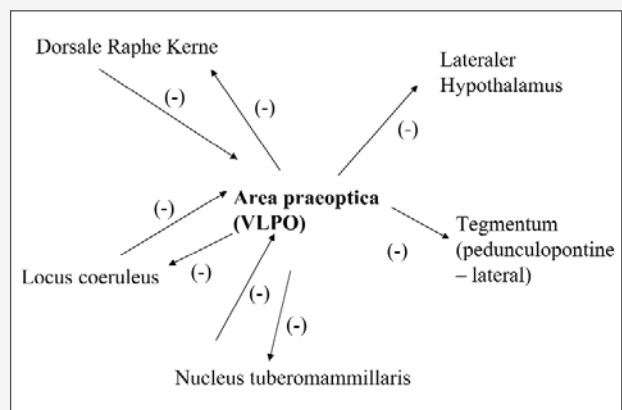 Dorsale Raphe Kerne
Lateraler
Hypothalamus
(-)
(-)
(-)
Area praeoptica
(VLPO)
(-)
Tegmentum
(pedunculopontine
– lateral)
(-)
Locus coeruleus
(-)
(-)
(-)
Nucleus tuberomammillaris